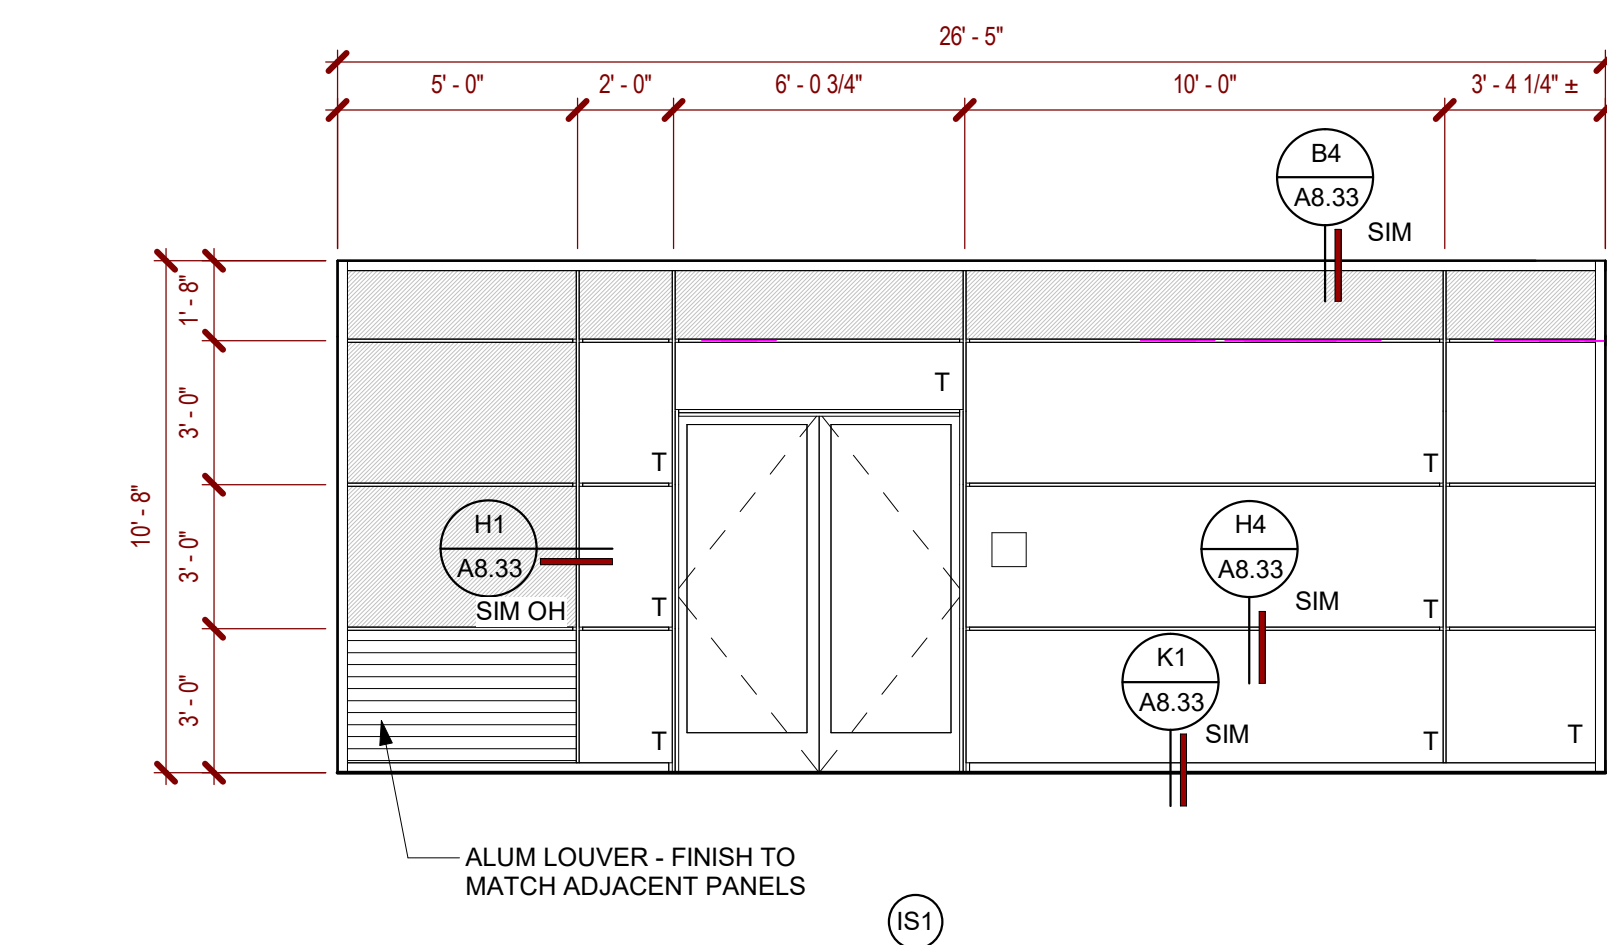 26' - 5"
5' - 0"
2' - 0"
6' - 0 3/4"
10' - 0"
3' - 4 1/4" ±
B4
A8.33
SIM
10' - 8"
1' - 8"
3' - 0"
3' - 0"
3' - 0"
T
T
T
H1
A8.33
SIM OH
H4
A8.33
SIM
T
T
K1
A8.33
SIM
T
T
T
ALUM LOUVER - FINISH TO
MATCH ADJACENT PANELS
IS1